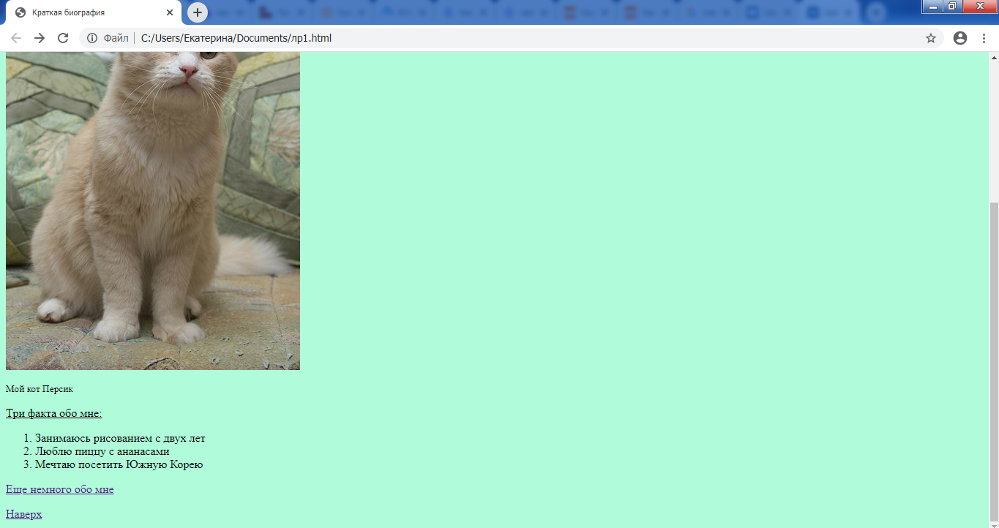 Краткая биография
Файл
C:/Users/Екатерина/Documents/лр1.html
Мой кот Персик
Три факта обо мне:
1. Занимаюсь рисованием с двух лет
2. Люблю пиццу с ананасами
3. Мечтаю посетить Южную Корею
Еще немного обо мне
Наверх